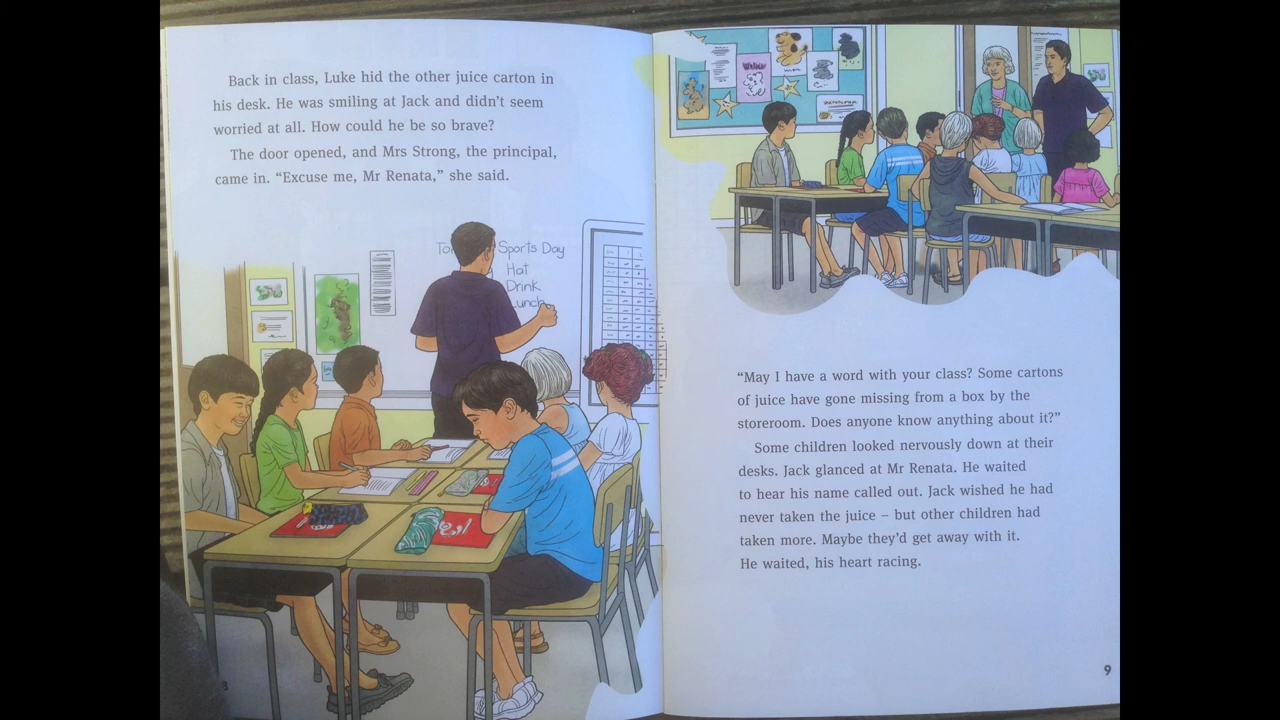 Back in class, Luke hid the other juice carton in
his desk. He was smiling at Jack and didn’t seem
worried at all. How could he be so brave?
The door opened, and Mrs Strong, the principal,
came in. “Excuse me, Mr Renata,” she said.
Sports Day
Hat
Drink
Lunch
“May I have a word with your class? Some cartons
of juice have gone missing from a box by the
storeroom. Does anyone know anything about it?”
Some children looked nervously down at their
desks. Jack glanced at Mr Renata. He waited
to hear his name called out. Jack wished he had
never taken the juice – but other children had
taken more. Maybe they’d get away with it.
He waited, his heart racing.
9